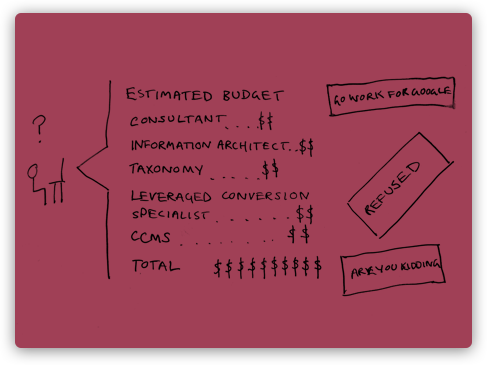 ?
ESTIMATED BUDGET
CONSULTANT....$$
INFORMATION ARCHITECT..$$
TAXONOMY.....$$
LEVERAGED CONVERSION
SPECIALIST.......$$
CCMS.........$$
TOTAL $$$$$$$$$$
GO WORK FOR GOOGLE
REFUSED
ARE YOU KIDDING